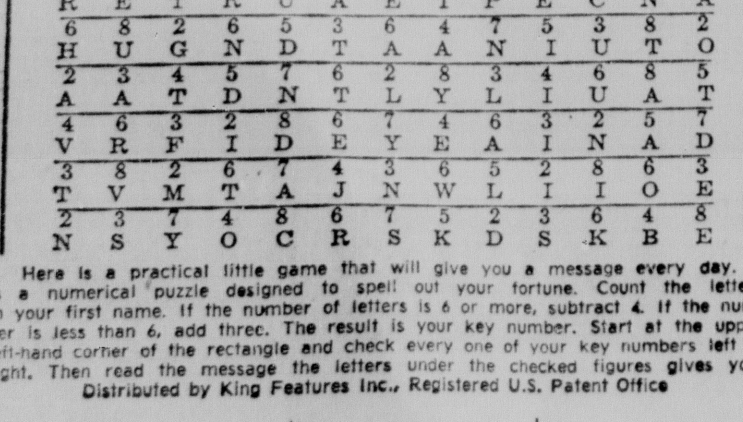 6 8 2 6 5 3 6 4 7 5 3 8 2
H U G N D T A A N I U T O
2 3 4 5 7 6 2 8 3 4 6 8 5
A A T D N T L Y L I U A T
4 6 3 2 8 6 7 4 6 3 2 5 7
V R F I D E Y E A I N A D
3 8 2 6 7 4 3 6 5 2 8 6 3
T V M T A J N W L I I O E
2 3 7 4 8 6 7 5 2 3 6 4 8
N S Y O C R S K D S K B E
Here is a practical little game that will give you a message every day.
a numerical puzzle designed to spell out your fortune. Count the lette
your first name. If the number of letters is 6 or more, subtract 4. If the nu
er is less than 6, add three. The result is your key number. Start at the upp
ft-hand corner of the rectangle and check every one of your key numbers left
ght. Then read the message the letters under the checked figures gives yo
Distributed by King Features Inc., Registered U.S. Patent Office